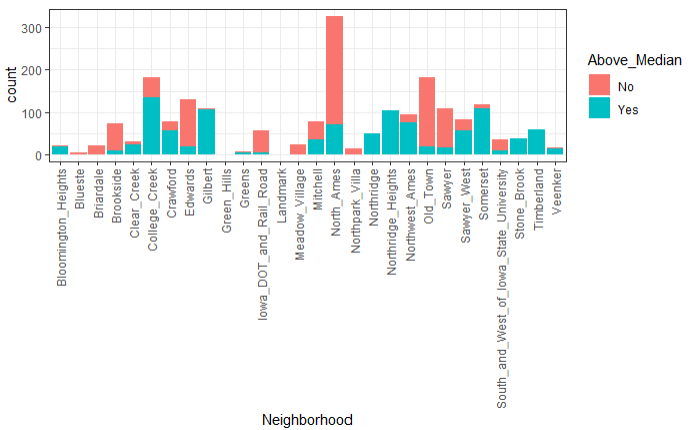 300
200
100
0
count
Bloomington_Heights
Blueste
Briardale
Brookside
Clear_Creek
College_Creek
Crawford
Edwards
Gilbert
Green_Hills
Greens
Iowa_DOT_and_Rail_Road
Landmark
Meadow_Village
Mitchell
North_Ames
Northpark_Villa
Northridge
Northridge_Heights
Northwest_Ames
Old_Town
Sawyer
Sawyer_West
Somerset
South_and_West_of_Iowa_State_University
Stone_Brook
Timberland
Veenker
Neighborhood
Above_Median
No
Yes